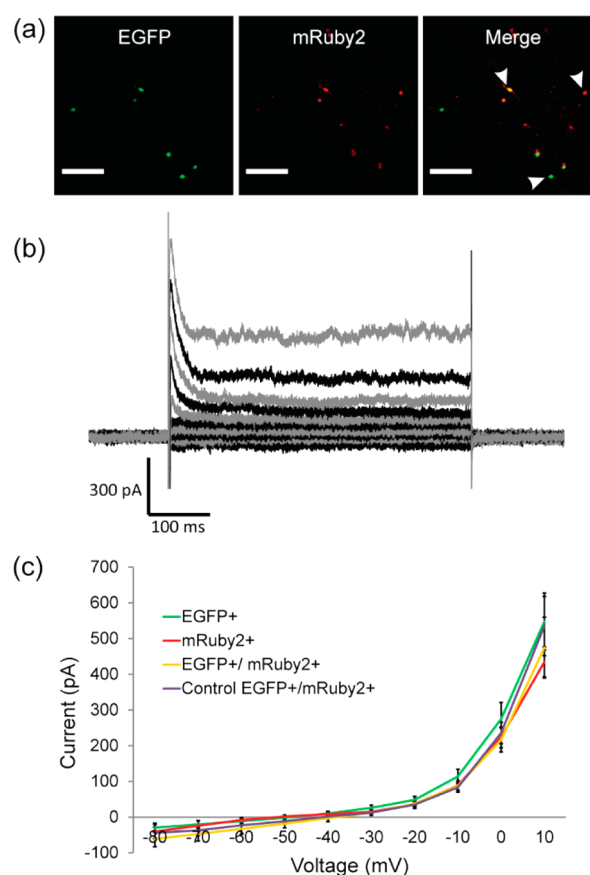 (a)
EGFP
mRuby2
Merge
(b)
300 pA
100 ms
(c)
Current (pA)
700
600
500
400
300
200
100
0
-100
EGFP+
mRuby2+
EGFP+/ mRuby2+
Control EGFP+/mRuby2+
-80 -70 -60 -50 -40 -30 -20 -10 0 10
Voltage (mV)